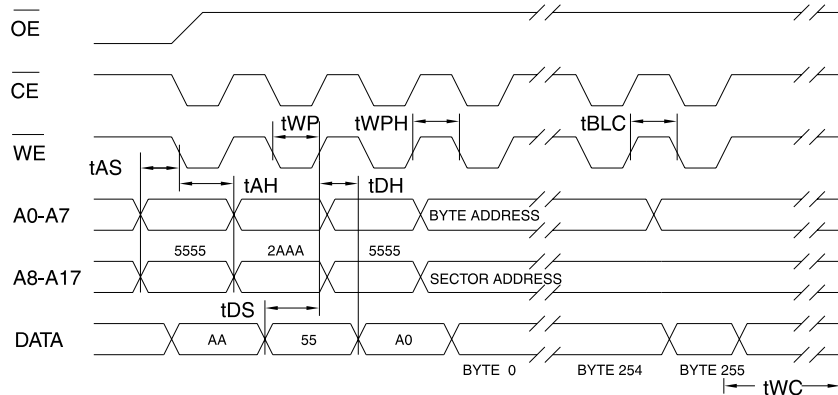 OE
CE
tWP tWPH tBLC
WE
tAS
tAH tDH
A0-A7 BYTE ADDRESS
5555 2AAA 5555
A8-A17 SECTOR ADDRESS
tDS
DATA AA 55 A0
BYTE 0 BYTE 254 BYTE 255
tWC